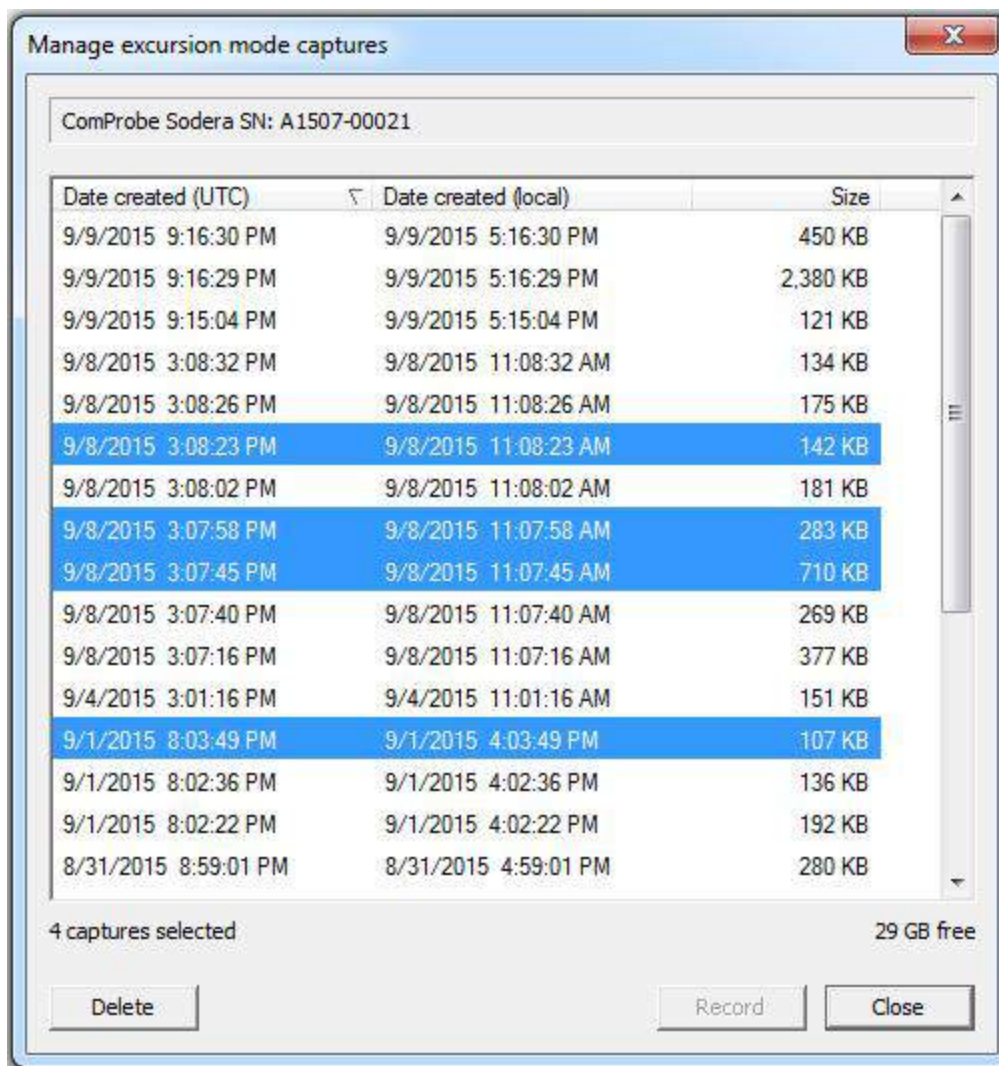 Manage excursion mode captures
ComProbe Sodera SN: A1507-00021
Date created (UTC) Date created (local) Size
9/9/2015 9:16:30 PM 9/9/2015 5:16:30 PM 450 KB
9/9/2015 9:16:29 PM 9/9/2015 5:16:29 PM 2,380 KB
9/9/2015 9:15:04 PM 9/9/2015 5:15:04 PM 121 KB
9/8/2015 3:08:32 PM 9/8/2015 11:08:32 AM 134 KB
9/8/2015 3:08:26 PM 9/8/2015 11:08:26 AM 175 KB
9/8/2015 3:08:23 PM 9/8/2015 11:08:23 AM 142 KB
9/8/2015 3:08:02 PM 9/8/2015 11:08:02 AM 181 KB
9/8/2015 3:07:58 PM 9/8/2015 11:07:58 AM 283 KB
9/8/2015 3:07:45 PM 9/8/2015 11:07:45 AM 710 KB
9/8/2015 3:07:40 PM 9/8/2015 11:07:40 AM 269 KB
9/8/2015 3:07:16 PM 9/8/2015 11:07:16 AM 377 KB
9/4/2015 3:01:16 PM 9/4/2015 11:01:16 AM 151 KB
9/1/2015 8:03:49 PM 9/1/2015 4:03:49 PM 107 KB
9/1/2015 8:02:36 PM 9/1/2015 4:02:36 PM 136 KB
9/1/2015 8:02:22 PM 9/1/2015 4:02:22 PM 192 KB
8/31/2015 8:59:01 PM 8/31/2015 4:59:01 PM 280 KB
4 captures selected 29 GB free
Delete Record Close